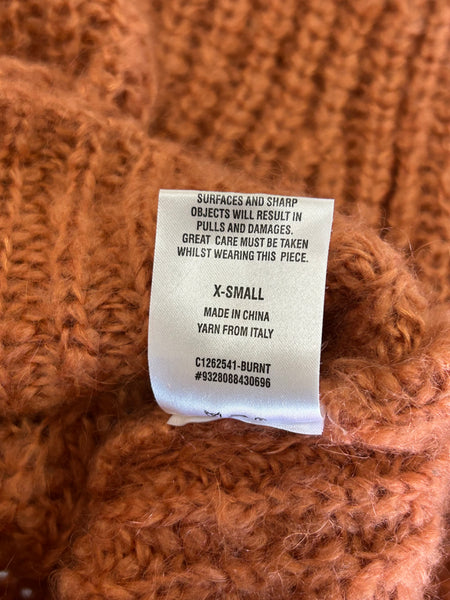 SURFACES AND SHARP
OBJECTS WILL RESULT IN
PULLS AND DAMAGES.
GREAT CARE MUST BE TAKEN
WHILST WEARING THIS PIECE.
X-SMALL
MADE IN CHINA
YARN FROM ITALY
C1262541-BURNT
#9328088430696